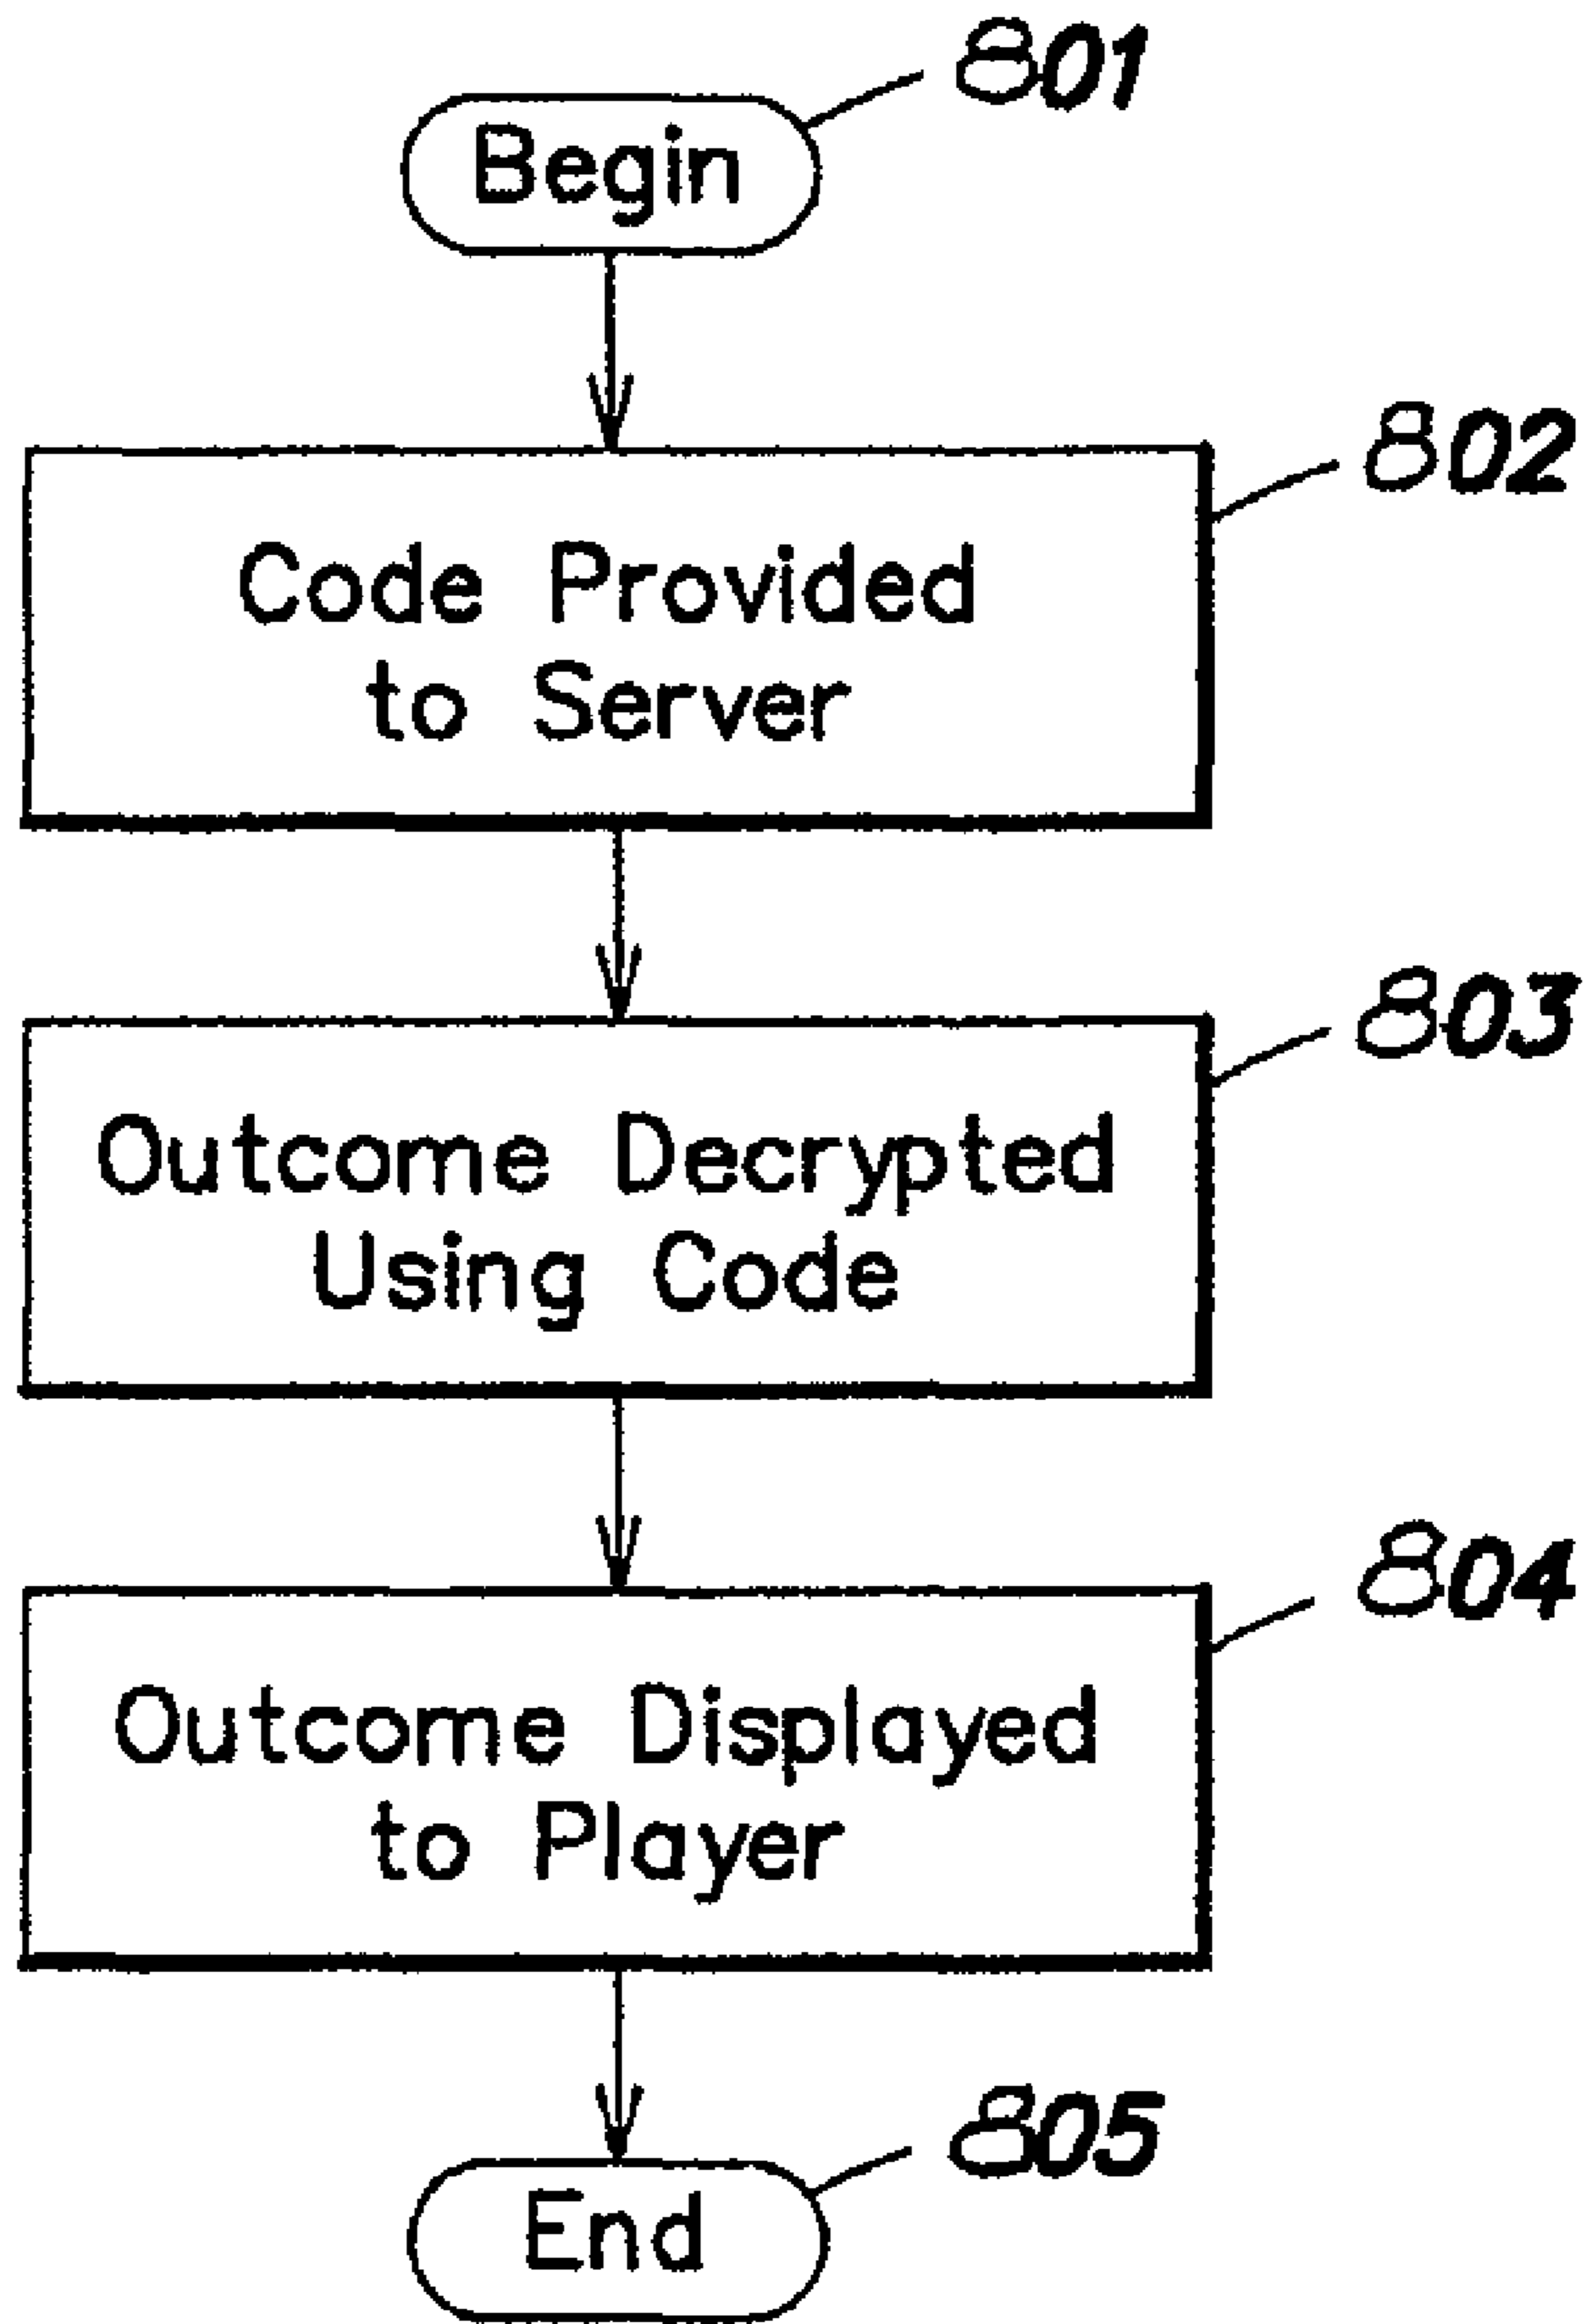 801
Begin
802
Code Provided
to Server
803
Outcome Decrypted
Using Code
804
Outcome Displayed
to Player
805
End